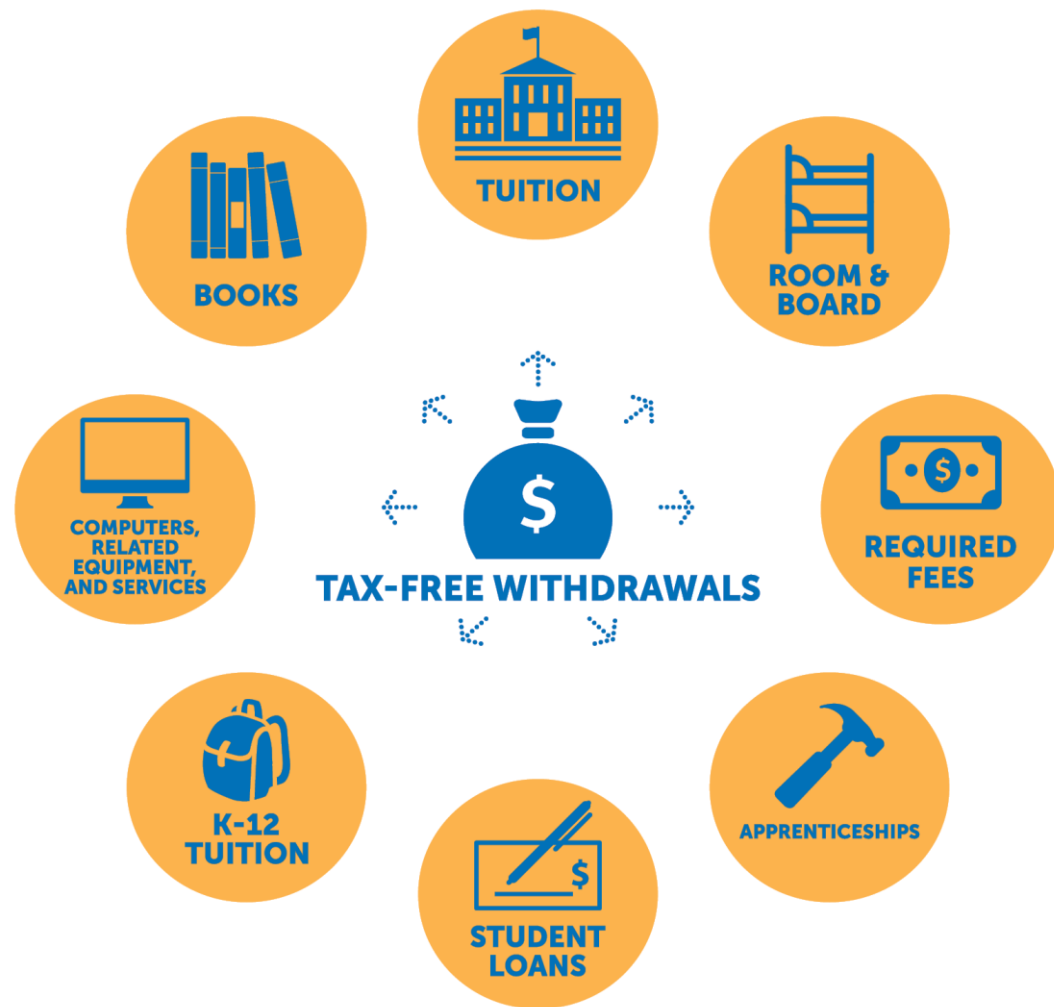 TUITION
BOOKS
ROOM &
BOARD
$
TAX-FREE WITHDRAWALS
COMPUTERS,
RELATED
EQUIPMENT,
AND SERVICES
$
REQUIRED
FEES
K-12
TUITION
APPRENTICESHIPS
$
STUDENT
LOANS